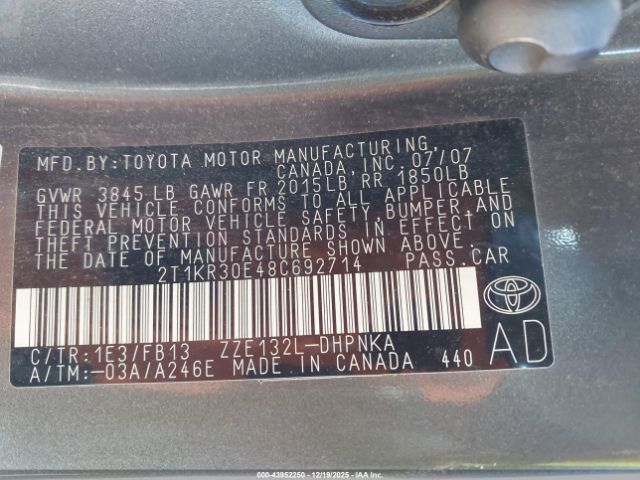 MFD. BY: TOYOTA MOTOR MANUFACTURING,
CANADA, INC. 07/07
GVWR 3845 LB GAWR FR 2015LB RR 1850LB
THIS VEHICLE CONFORMS TO ALL APPLICABLE
FEDERAL MOTOR VEHICLE SAFETY, BUMPER, AND
THEFT PREVENTION STANDARDS IN EFFECT ON
THE DATE OF MANUFACTURE SHOWN ABOVE.
2T1KR30E48C692714 PASS. CAR
C/TR: 1E3/FB13 ZZE132L-DHPNKA
A/TM: -03A/A246E MADE IN CANADA 440
AD
000-43952250 | 12/19/2025 - IAA Inc.